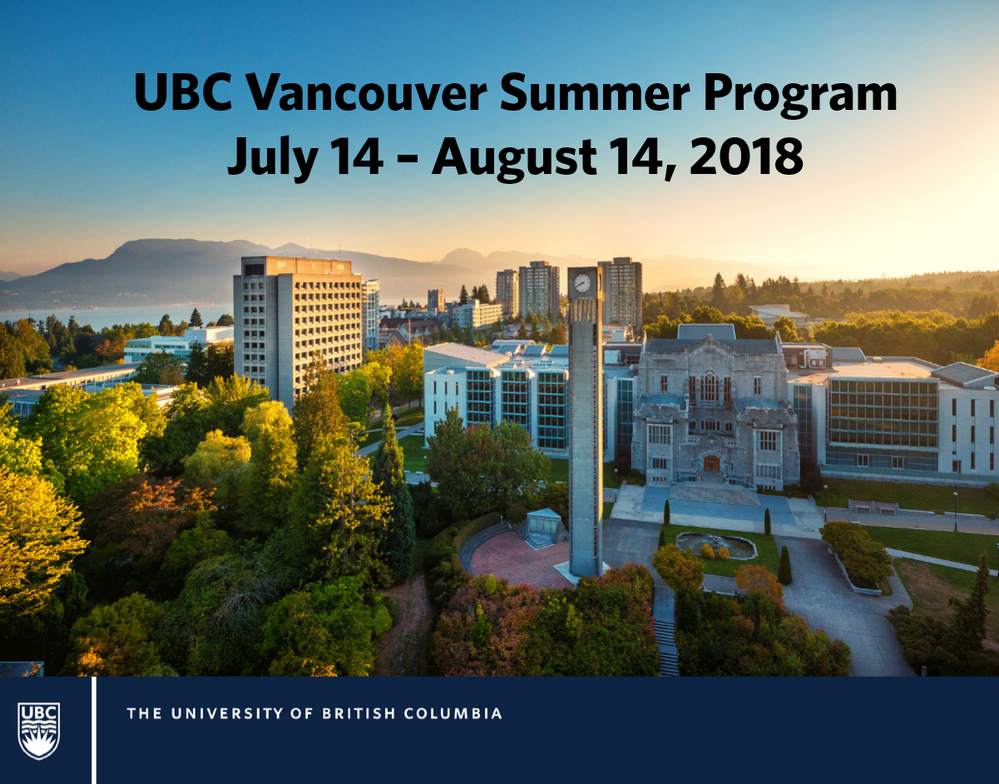 UBC Vancouver Summer Program
July 14 – August 14, 2018
UBC
THE UNIVERSITY OF BRITISH COLUMBIA